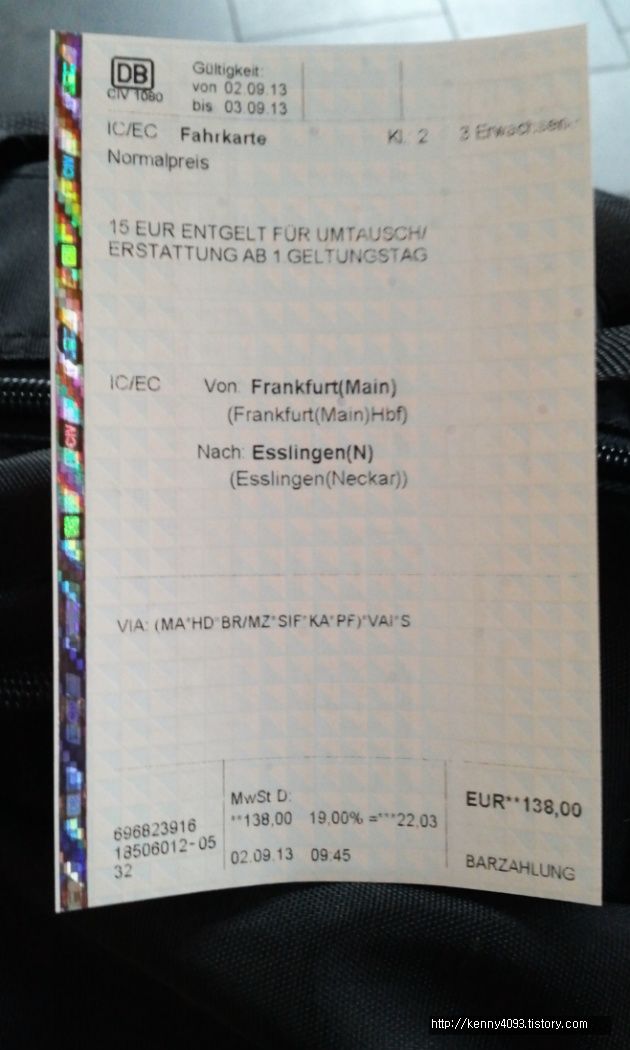 DB
CIV 1080
Gültigkeit:
von 02.09.13
bis 03.09.13
IC/EC Fahrkarte Kl. 2 3 Erwachsene
Normalpreis
15 EUR ENTGELT FÜR UMTAUSCH/
ERSTATTUNG AB 1.GELTUNGSTAG
IC/EC Von: Frankfurt(Main)
(Frankfurt(Main)Hbf)
Nach: Esslingen(N)
(Esslingen(Neckar))
VIA: (MA*HD*BR/MZ*SIF*KA*PF)*VAI*S
MwSt D:
**138,00 19,00% =***22,03
02.09.13 09:45
EUR**138,00
BARZAHLUNG
696823916
18506012-05
32
http://kenny4093.tistory.com